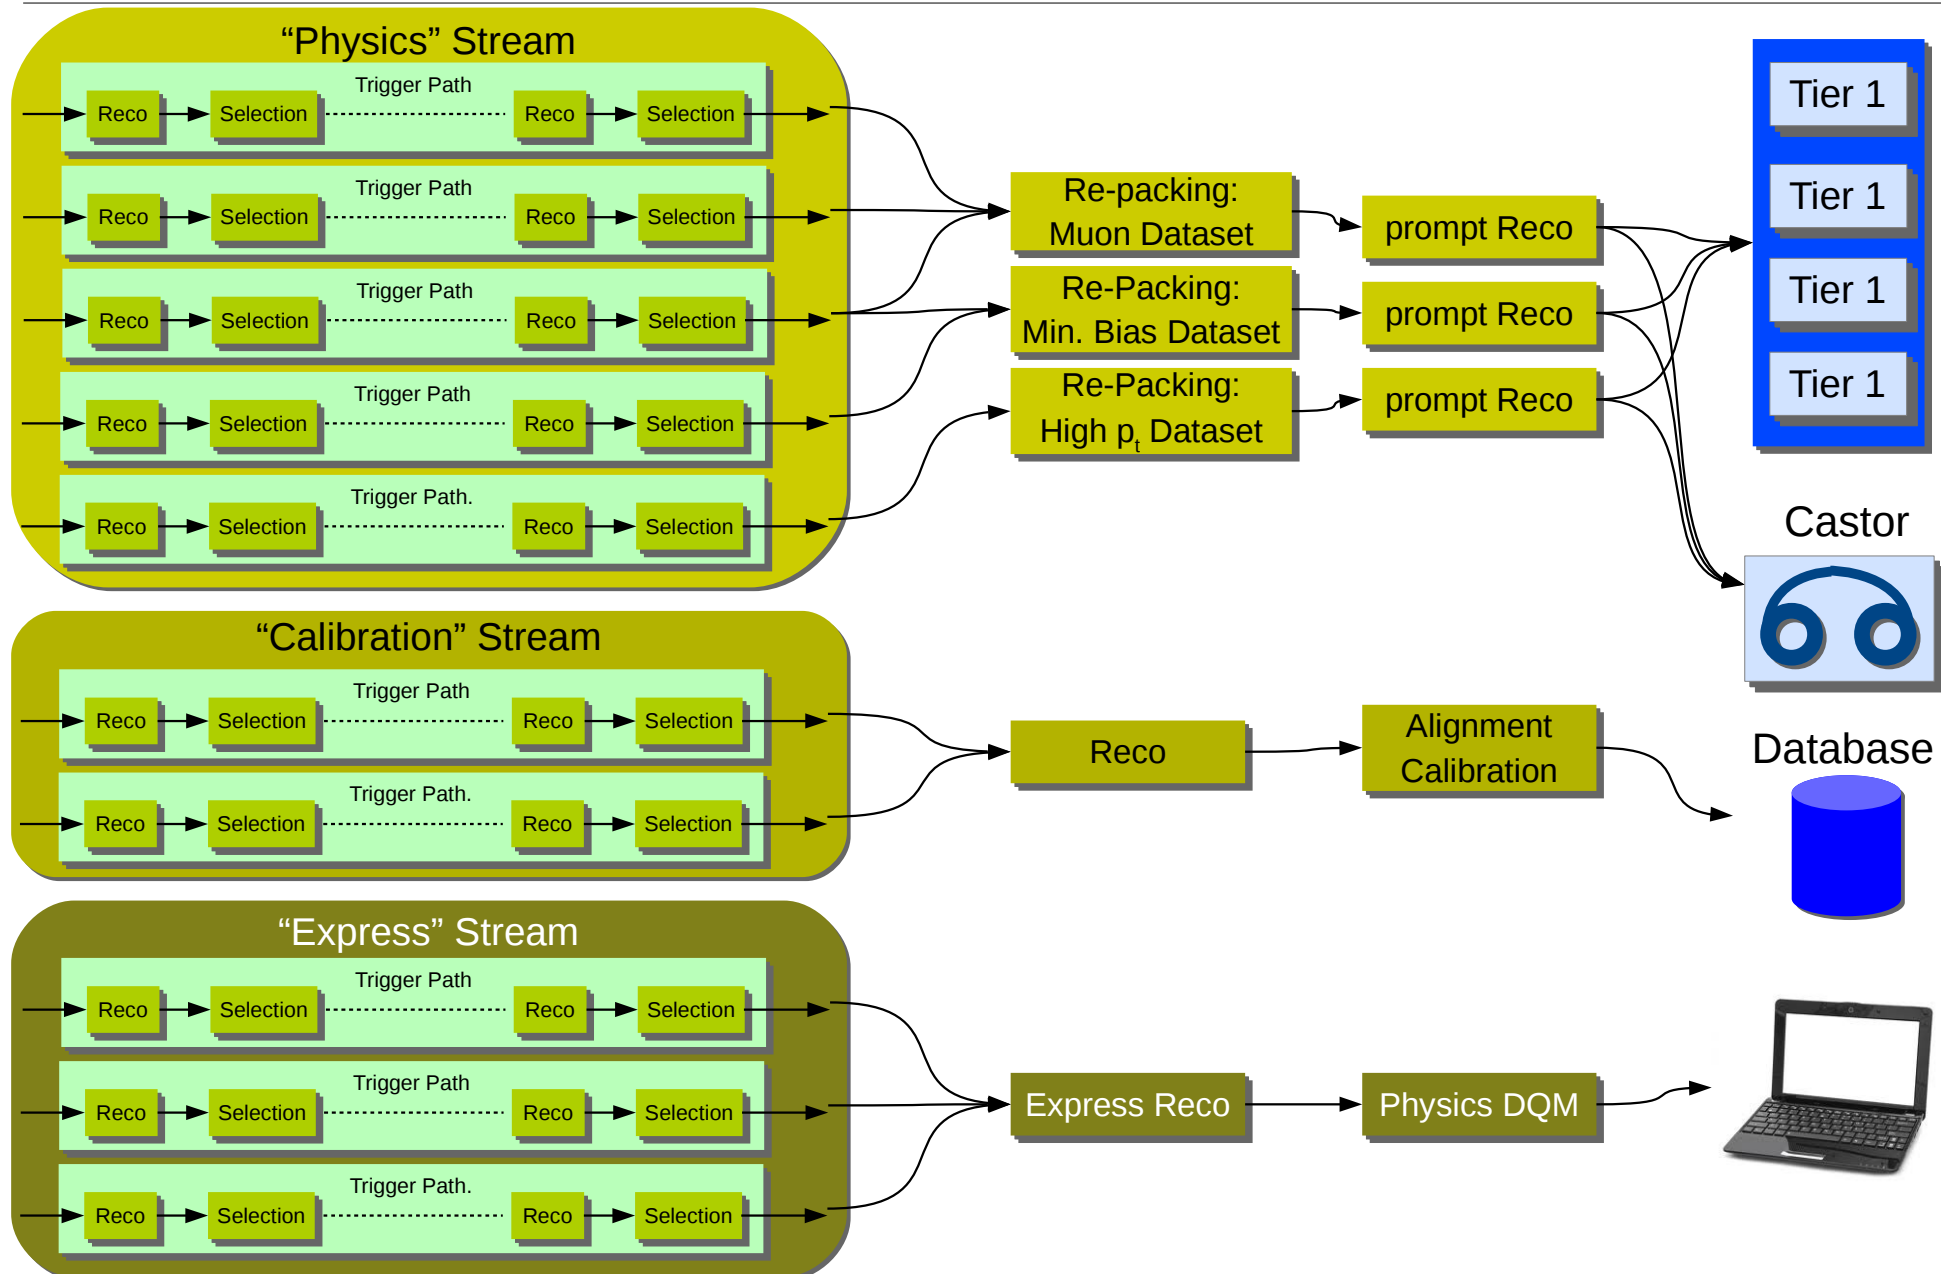 “Physics” Stream
Trigger Path
Reco Selection Reco Selection
Trigger Path
Reco Selection Reco Selection
Trigger Path
Reco Selection Reco Selection
Trigger Path
Reco Selection Reco Selection
Trigger Path.
Reco Selection Reco Selection
Re-packing:
Muon Dataset
Re-Packing:
Min. Bias Dataset
Re-Packing:
High pt Dataset
prompt Reco
prompt Reco
prompt Reco
Tier 1
Tier 1
Tier 1
Tier 1
Castor
“Calibration” Stream
Trigger Path
Reco Selection Reco Selection
Trigger Path.
Reco Selection Reco Selection
Reco
Alignment
Calibration
Database
“Express” Stream
Trigger Path
Reco Selection Reco Selection
Trigger Path
Reco Selection Reco Selection
Trigger Path.
Reco Selection Reco Selection
Express Reco
Physics DQM